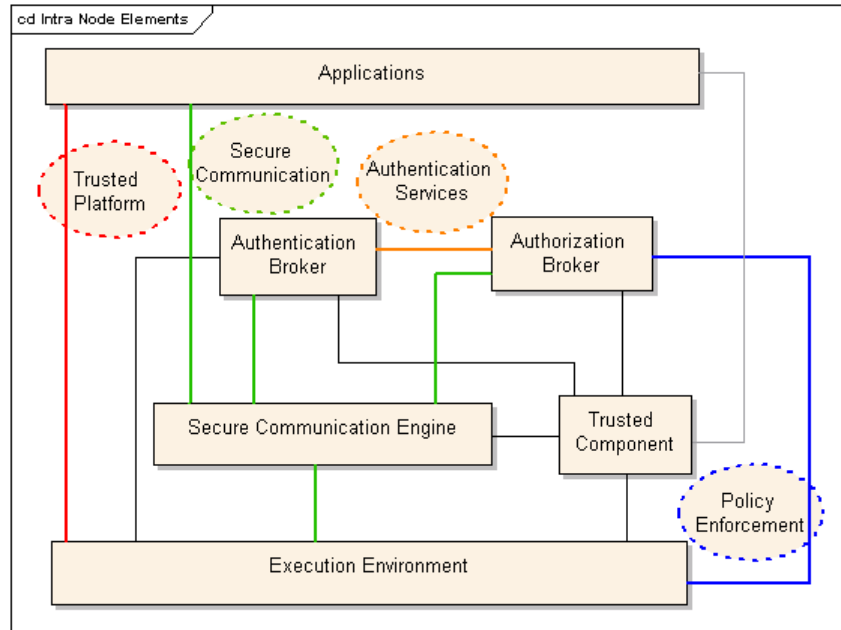 cd Intra Node Elements
Applications
Trusted
Platform
Secure
Communication
Authentication
Services
Authentication
Broker
Authorization
Broker
Secure Communication Engine
Trusted
Component
Policy
Enforcement
Execution Environment